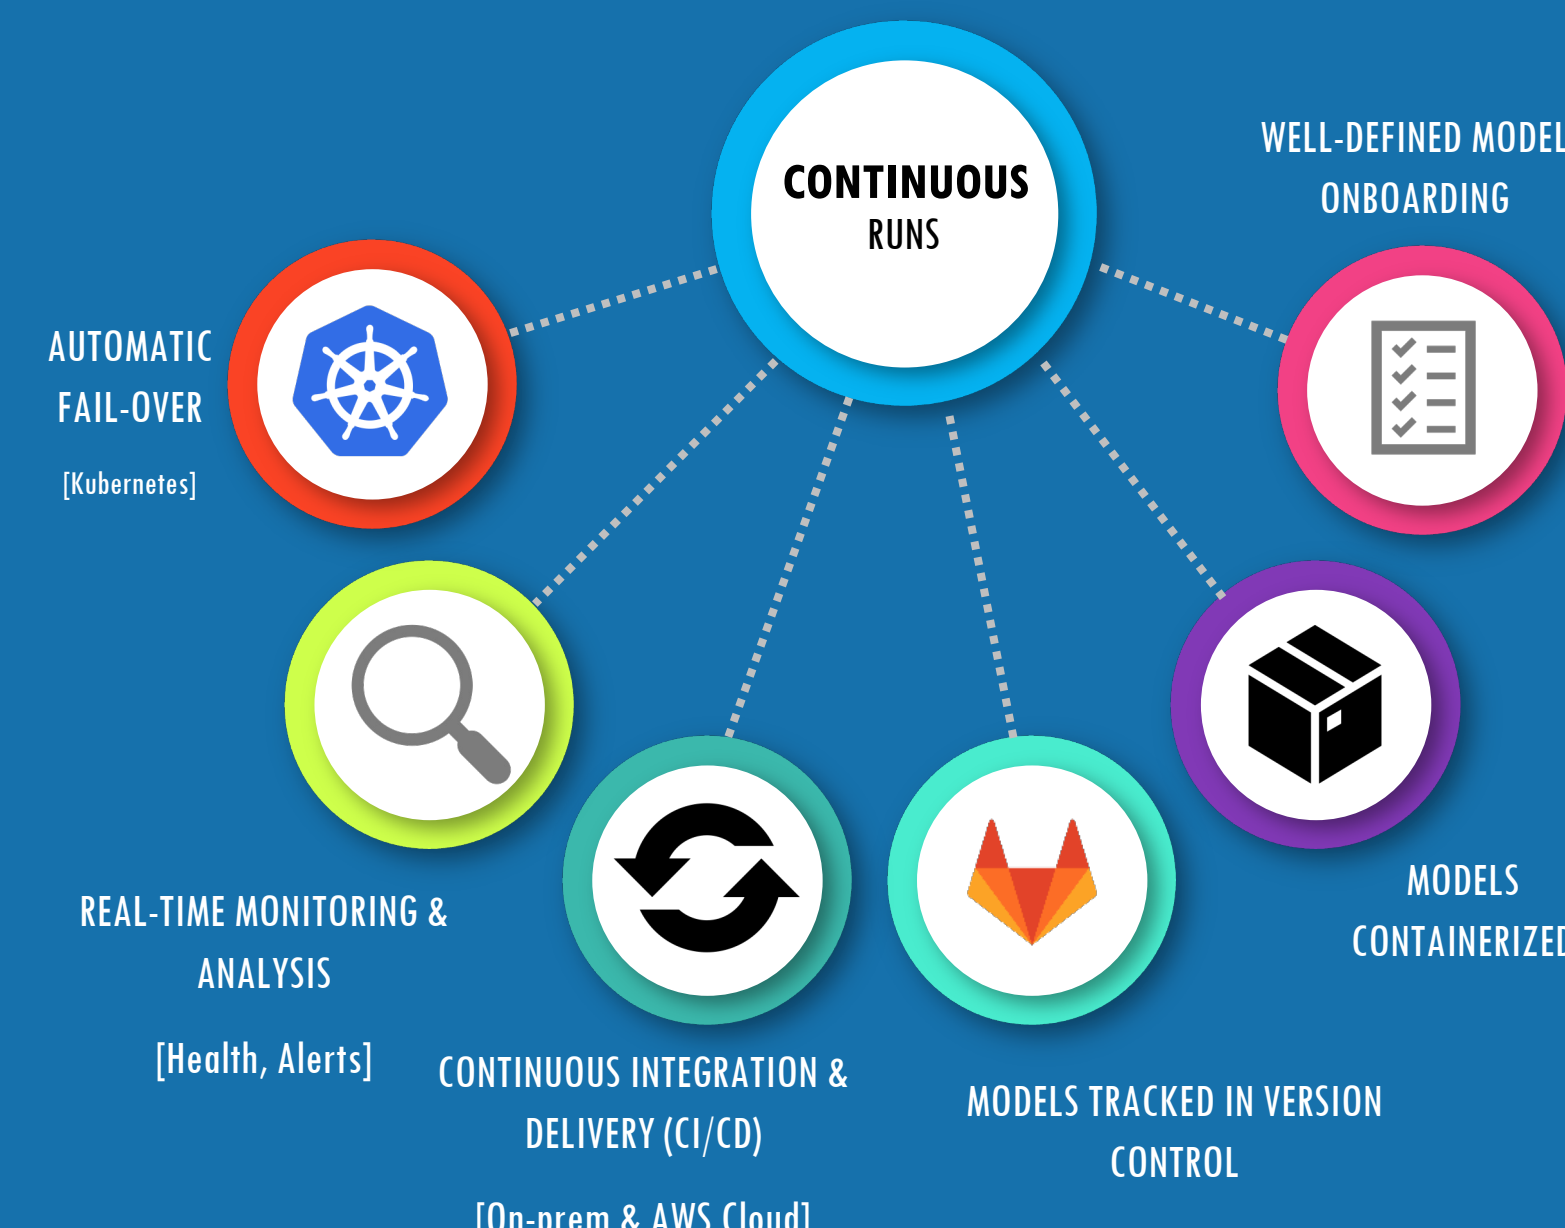 CONTINUOUS
RUNS
WELL-DEFINED MODEL
ONBOARDING
AUTOMATIC
FAIL-OVER
[Kubernetes]
REAL-TIME MONITORING &
ANALYSIS
[Health, Alerts]
CONTINUOUS INTEGRATION &
DELIVERY (CI/CD)
[On-prem & AWS Cloud]
MODELS TRACKED IN VERSION
CONTROL
MODELS
CONTAINERIZED